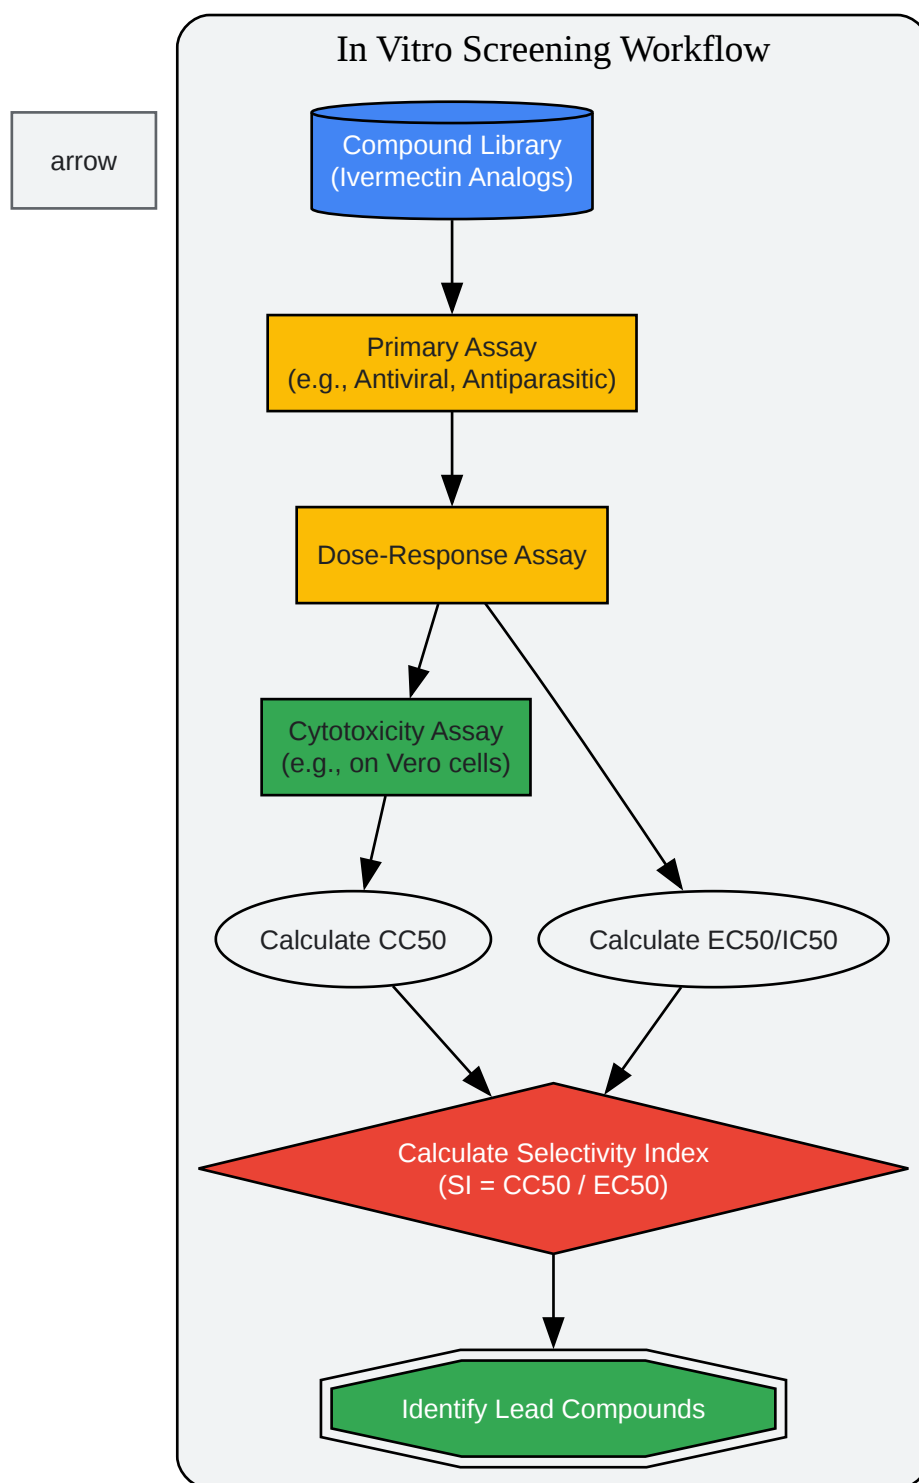 In Vitro Screening Workflow
arrow
Compound Library
(Ivermectin Analogs)
Primary Assay
(e.g., Antiviral, Antiparasitic)
Dose-Response Assay
Cytotoxicity Assay
(e.g., on Vero cells)
Calculate CC50
Calculate EC50/IC50
Calculate Selectivity Index
(SI = CC50 / EC50)
Identify Lead Compounds